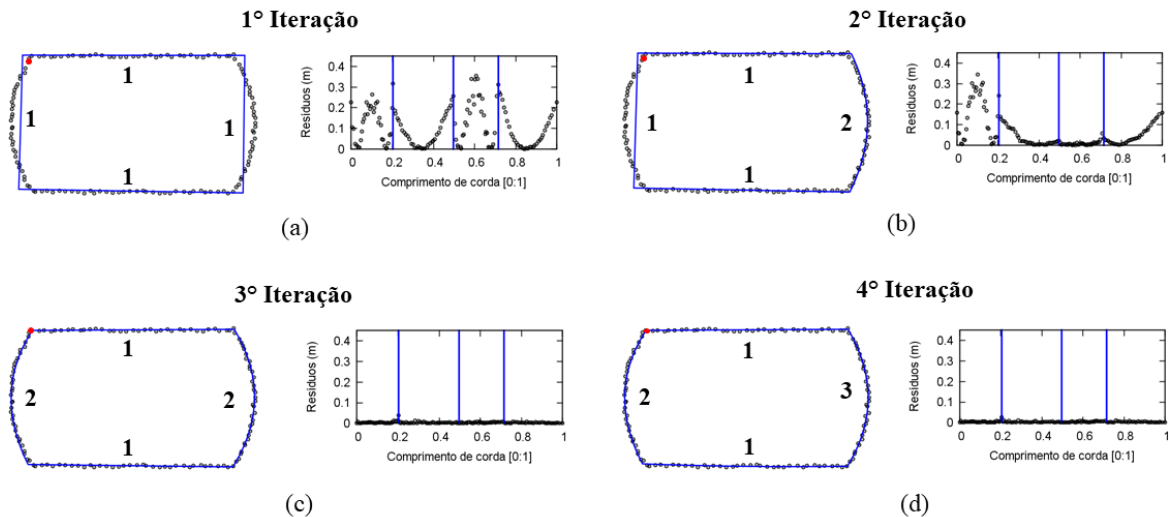 1° Iteração
2° Iteração
1
1
1
1
Resíduos (m)
0.4
0.3
0.2
0.1
0
0 0.2 0.4 0.6 0.8 1
Comprimento de corda [0:1]
(a)
1
1
2
1
Resíduos (m)
0.4
0.3
0.2
0.1
0
0 0.2 0.4 0.6 0.8 1
Comprimento de corda [0:1]
(b)
3° Iteração
4° Iteração
1
2
2
1
Resíduos (m)
0.4
0.3
0.2
0.1
0
0 0.2 0.4 0.6 0.8 1
Comprimento de corda [0:1]
(c)
1
2
3
1
Resíduos (m)
0.4
0.3
0.2
0.1
0
0 0.2 0.4 0.6 0.8 1
Comprimento de corda [0:1]
(d)